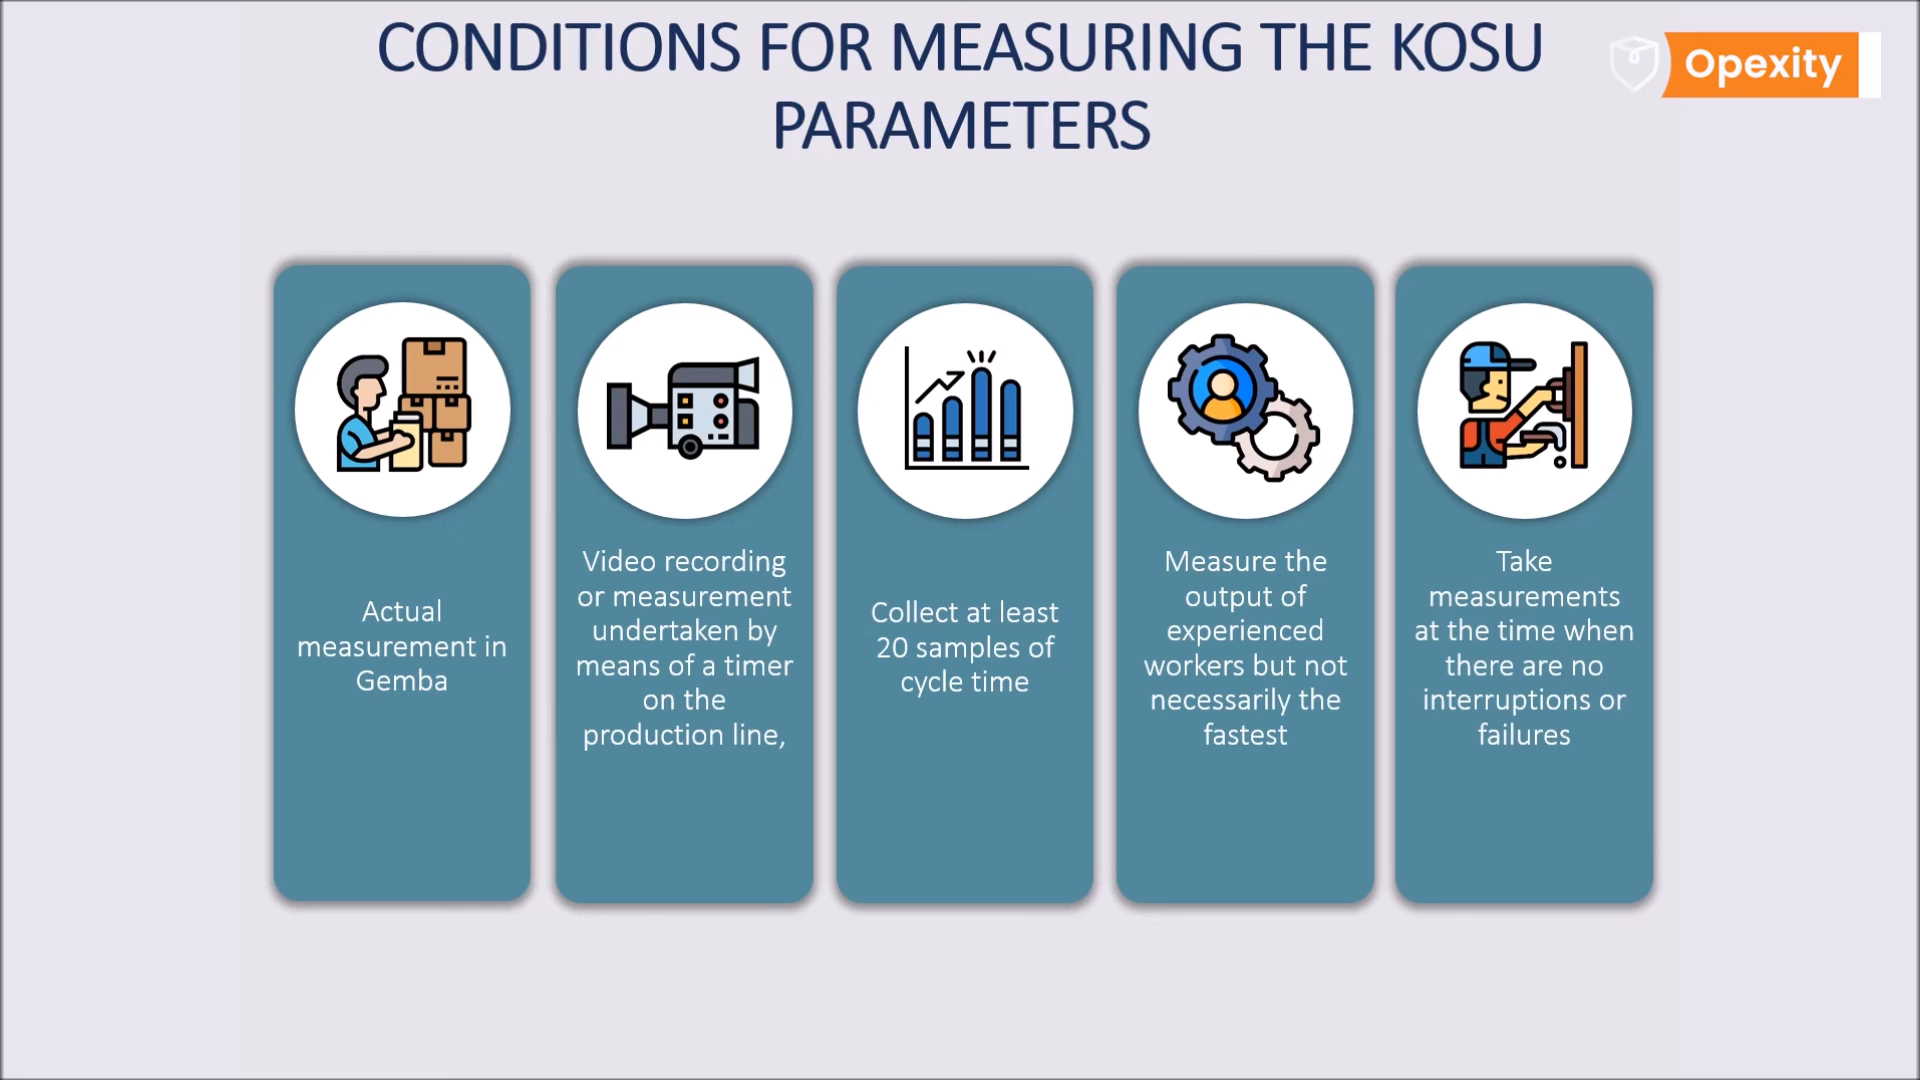 CONDITIONS FOR MEASURING THE KOSU
PARAMETERS
Opexity
Actual
measurement in
Gemba
Video recording
or measurement
undertaken by
means of a timer
on the
production line,
Collect at least
20 samples of
cycle time
Measure the
output of
experienced
workers but not
necessarily the
fastest
Take
measurements
at the time when
there are no
interruptions or
failures